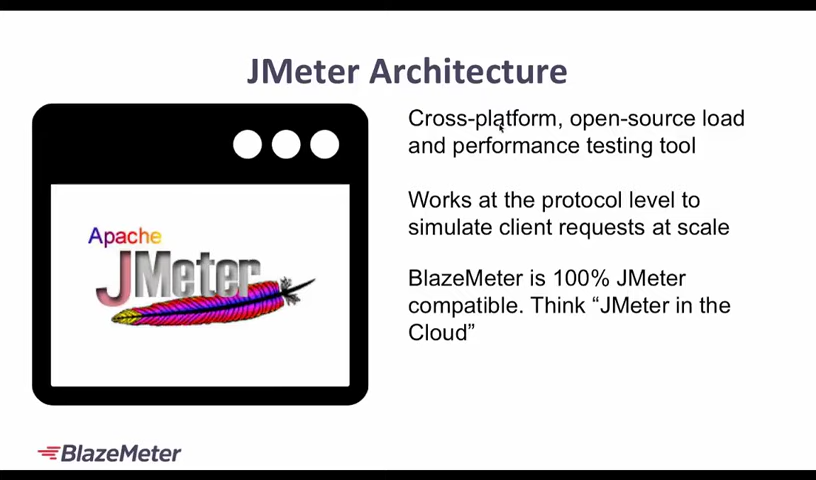 JMeter Architecture
Cross-platform, open-source load
and performance testing tool
Works at the protocol level to
simulate client requests at scale
BlazeMeter is 100% JMeter
compatible. Think “JMeter in the
Cloud”
Apache
JMeter
BlazeMeter